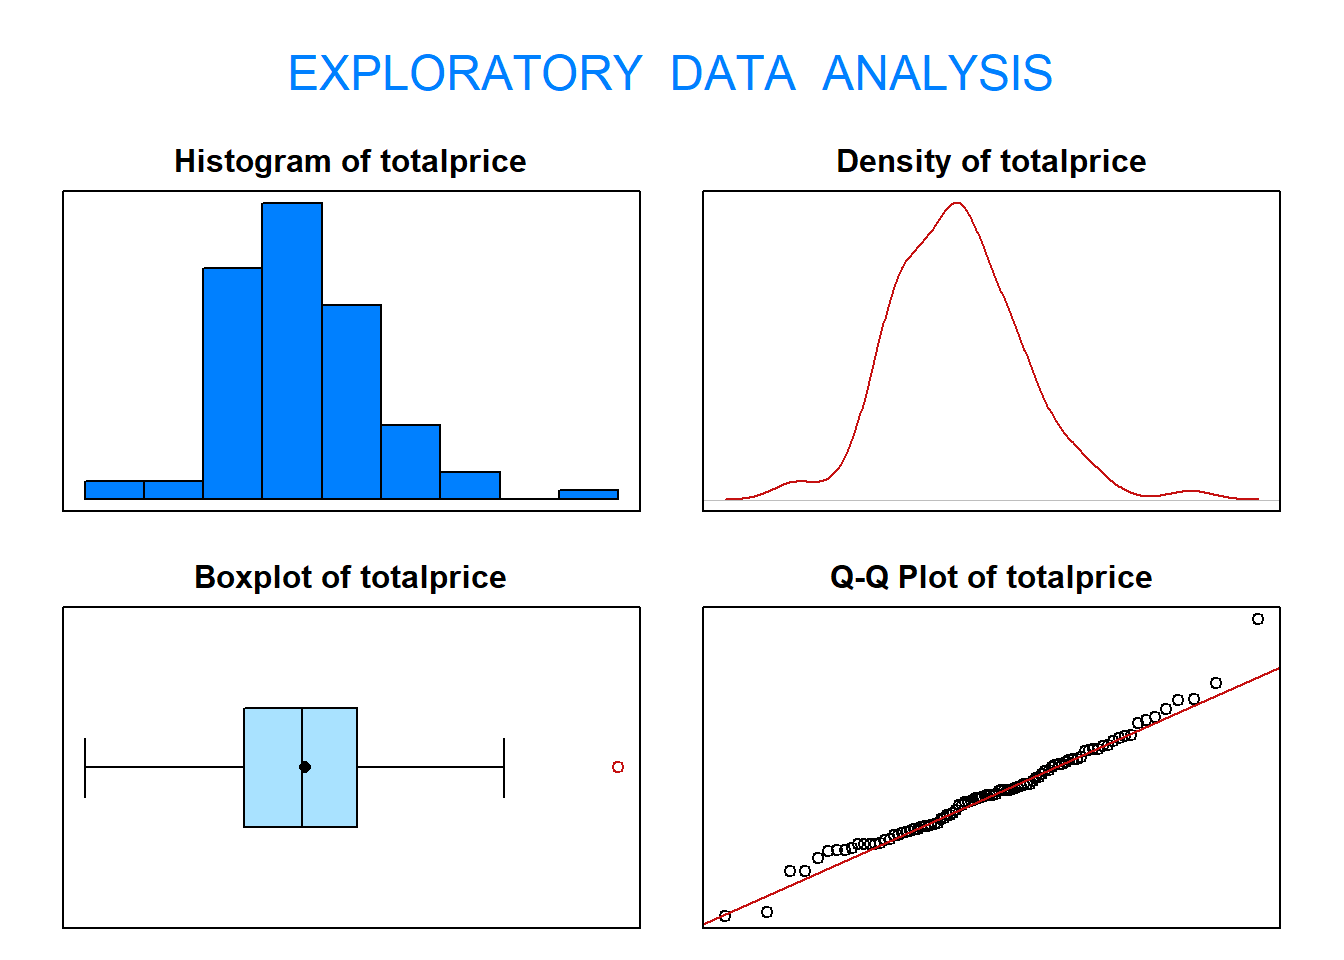 EXPLORATORY DATA ANALYSIS
Histogram of totalprice
Density of totalprice
Boxplot of totalprice
Q-Q Plot of totalprice